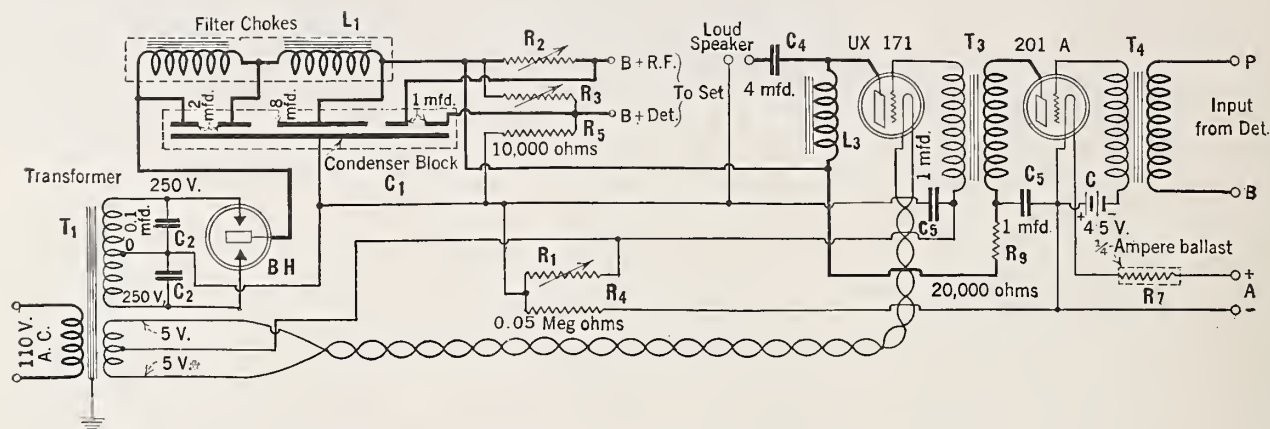 Filter Chokes
L1
2 mfd.
8 mfd.
1 mfd.
Condenser Block
C1
R2
B+R.F.
R3
To Set
B+Det.
R5
10,000 ohms
Loud
Speaker
C4
4 mfd.
L3
UX 171
T3
201 A
T4
P
Input
from Det.
B
1 mfd.
C5
C5
1 mfd.
C
+ -
4.5 V.
¼-Ampere ballast
R9
20,000 ohms
R7
+
A
-
Transformer
T1
250 V.
0.1 mfd.
C2
0
C2
250 V.
BH
R1
R4
0.05 Meg ohms
110 V.
A.C.
5 V.
5 V.